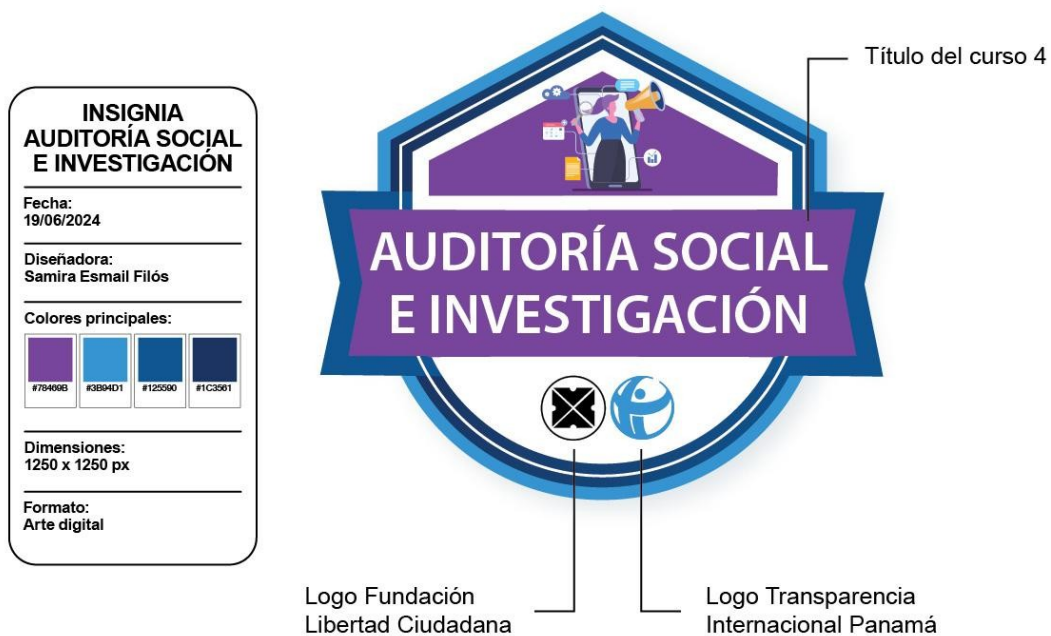 INSIGNIA
AUDITORÍA SOCIAL
E INVESTIGACIÓN
Fecha:
19/06/2024
Diseñadora:
Samira Esmail Filós
Colores principales:
#78469B #3B94D1 #125590 #1C3561
Dimensiones:
1250 x 1250 px
Formato:
Arte digital
Título del curso 4
AUDITORÍA SOCIAL
E INVESTIGACIÓN
Logo Fundación
Libertad Ciudadana
Logo Transparencia
Internacional Panamá